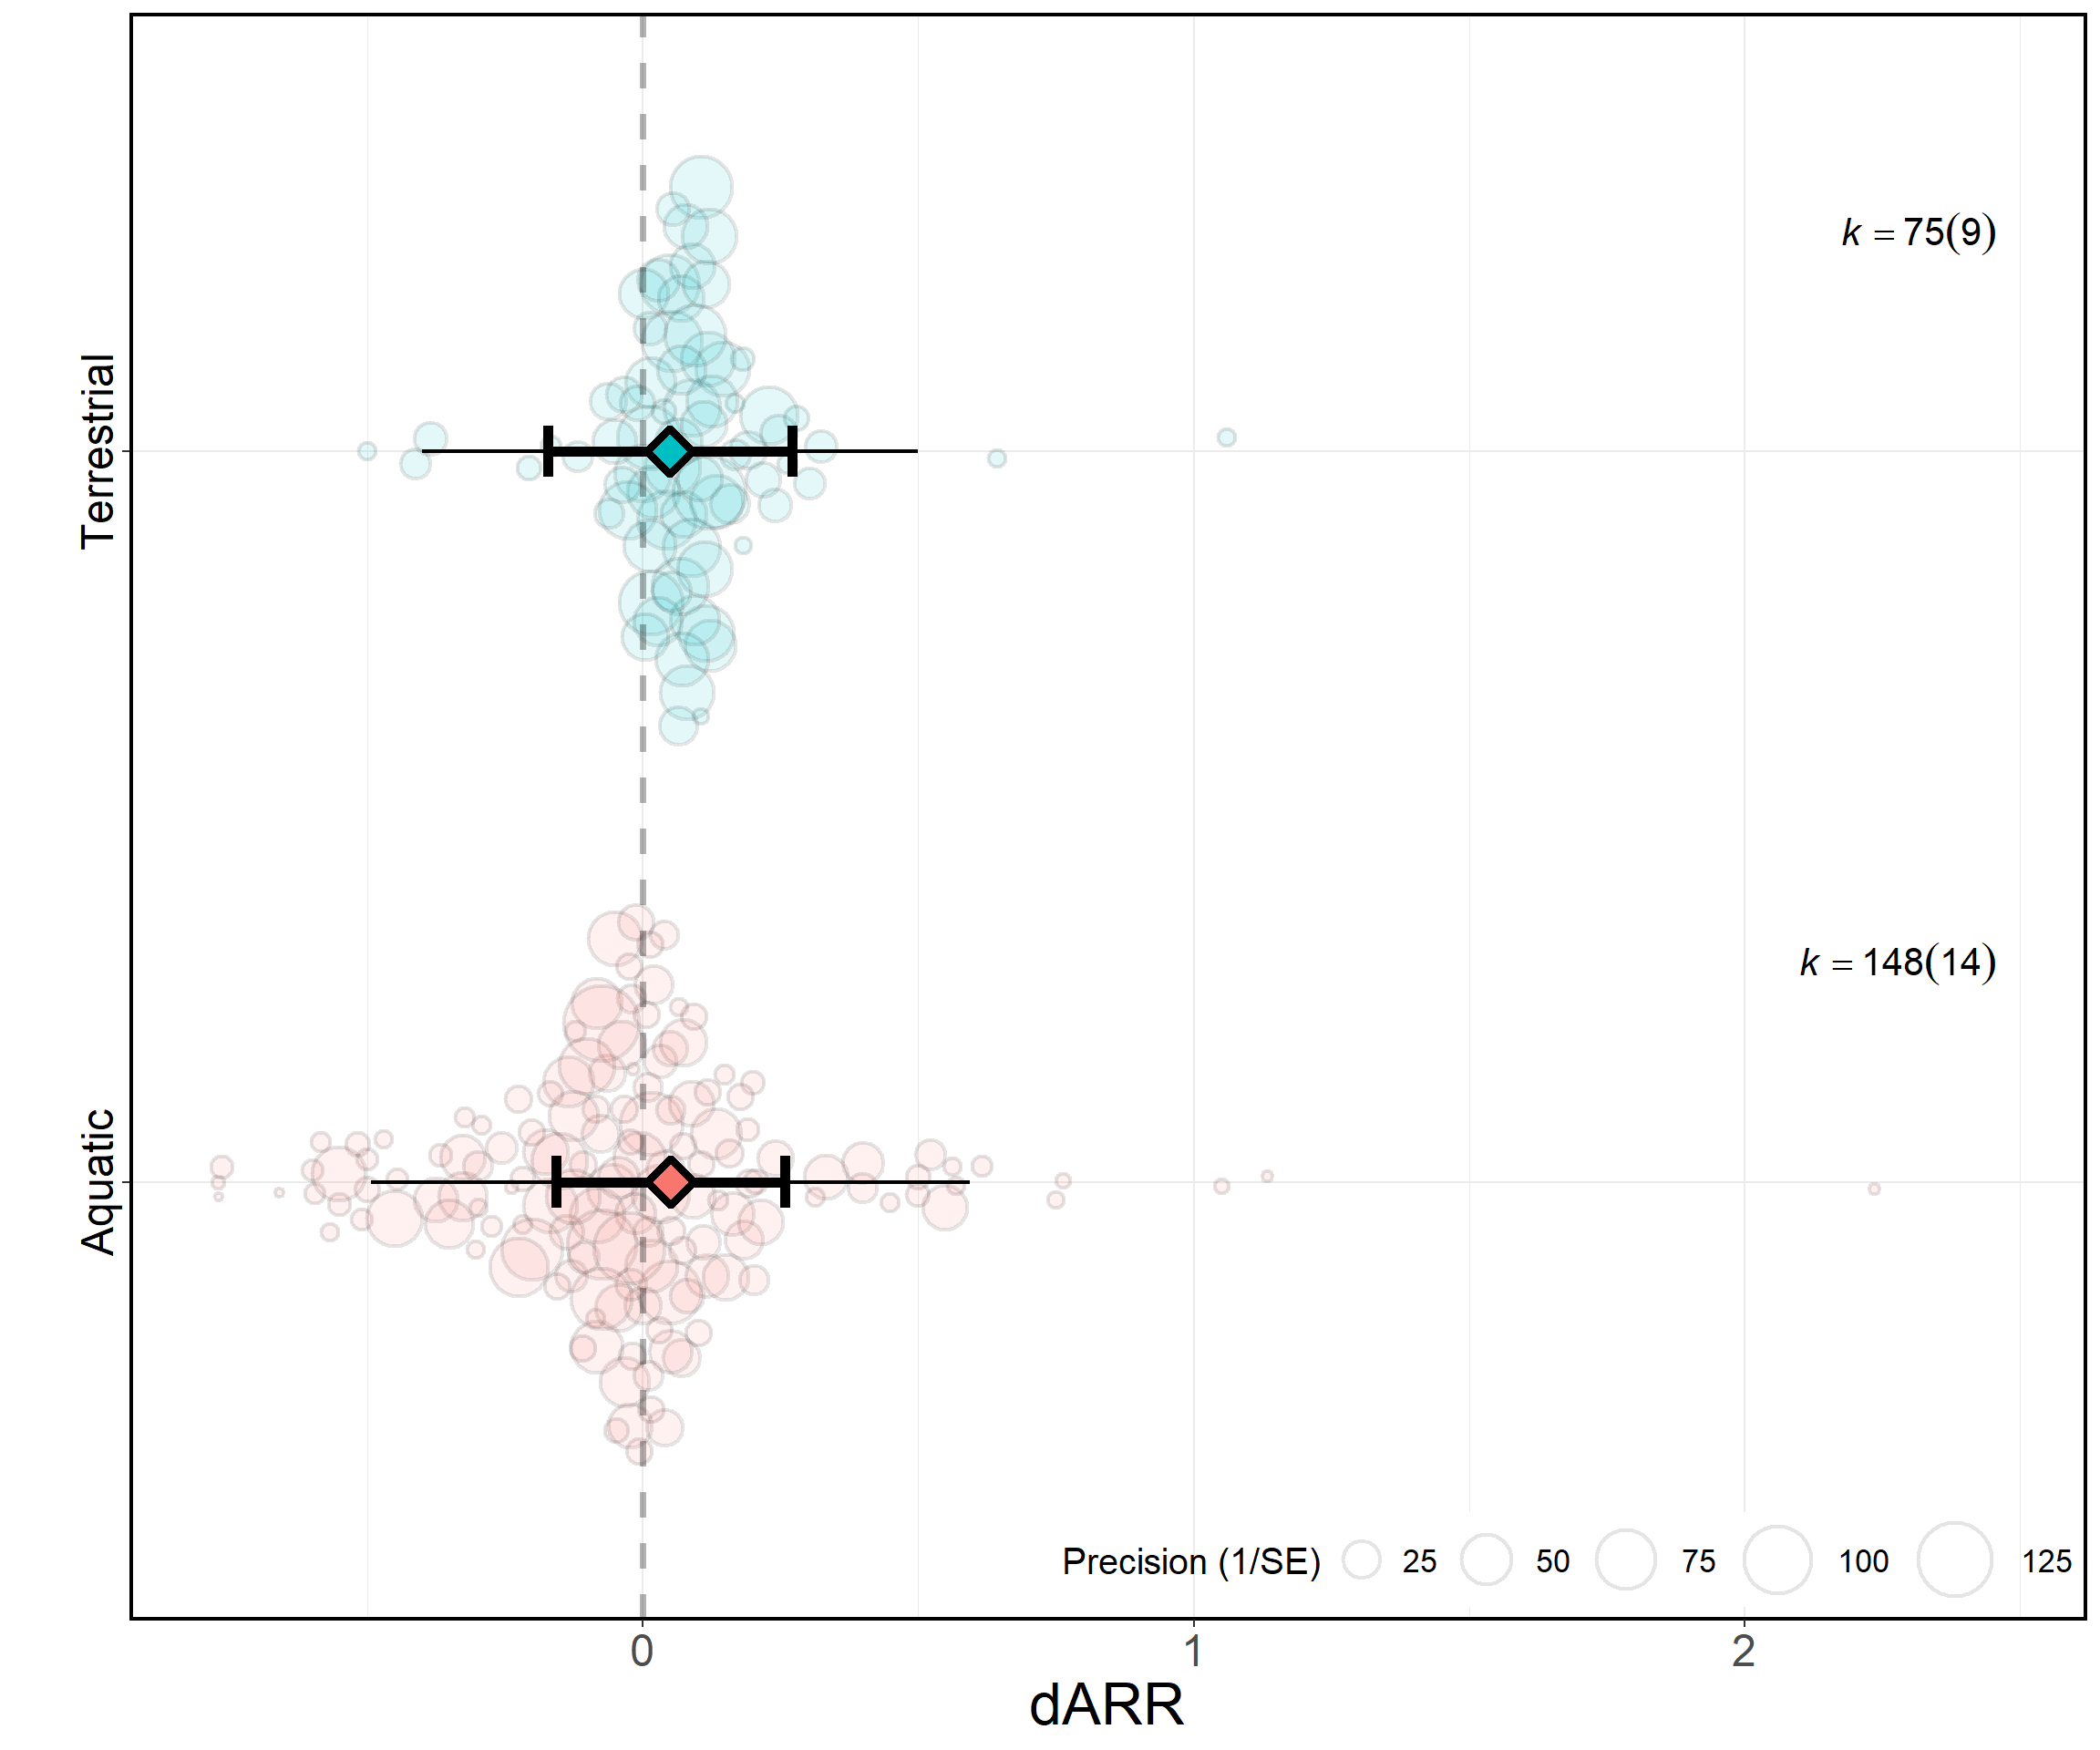 k = 75(9)
Terrestrial
k = 148(14)
Aquatic
Precision (1/SE) 25 50 75 100 125
0 1 2
dARR